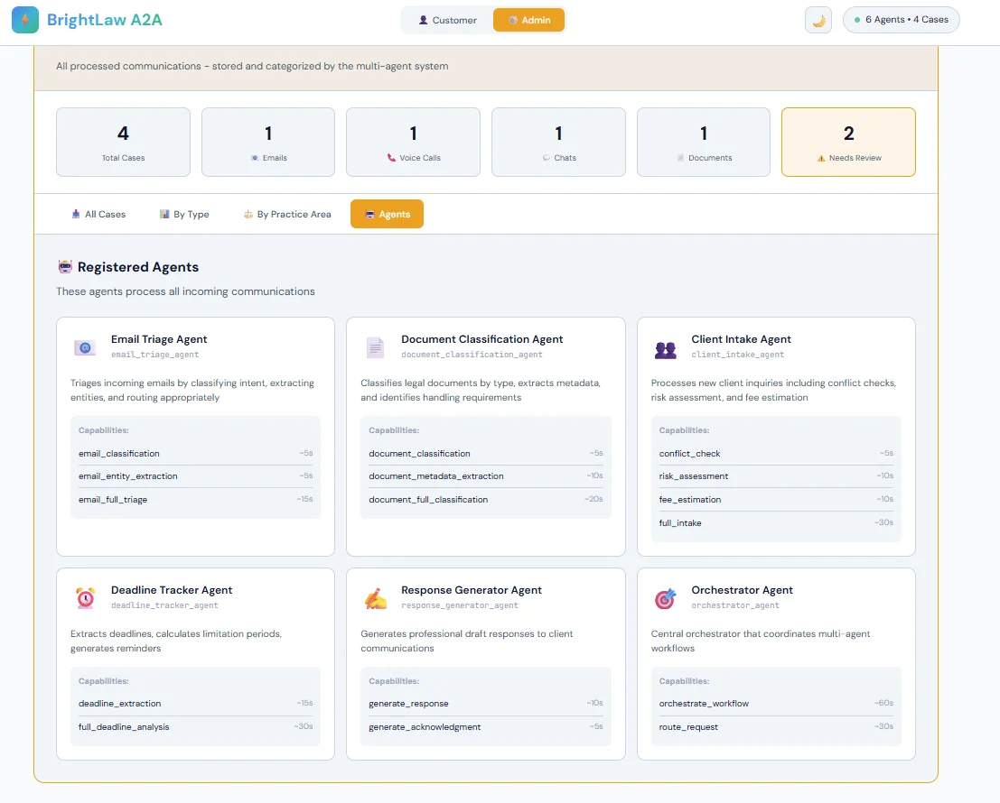 BrightLaw A2A
Customer
Admin
6 Agents • 4 Cases
All processed communications - stored and categorized by the multi-agent system
4
Total Cases
1
Emails
1
Voice Calls
1
Chats
1
Documents
2
Needs Review
All Cases
By Type
By Practice Area
Agents
Registered Agents
These agents process all incoming communications
Email Triage Agent
email_triage_agent
Triages incoming emails by classifying intent, extracting
entities, and routing appropriately
Capabilities:
email_classification ~5s
email_entity_extraction ~5s
email_full_triage ~15s
Document Classification Agent
document_classification_agent
Classifies legal documents by type, extracts metadata,
and identifies handling requirements
Capabilities:
document_classification ~5s
document_metadata_extraction ~10s
document_full_classification ~20s
Client Intake Agent
client_intake_agent
Processes new client inquiries including conflict checks,
risk assessment, and fee estimation
Capabilities:
conflict_check ~5s
risk_assessment ~10s
fee_estimation ~10s
full_intake ~30s
Deadline Tracker Agent
deadline_tracker_agent
Extracts deadlines, calculates limitation periods,
generates reminders
Capabilities:
deadline_extraction ~15s
full_deadline_analysis ~30s
Response Generator Agent
response_generator_agent
Generates professional draft responses to client
communications
Capabilities:
generate_response ~10s
generate_acknowledgment ~5s
Orchestrator Agent
orchestrator_agent
Central orchestrator that coordinates multi-agent
workflows
Capabilities:
orchestrate_workflow ~60s
route_request ~30s